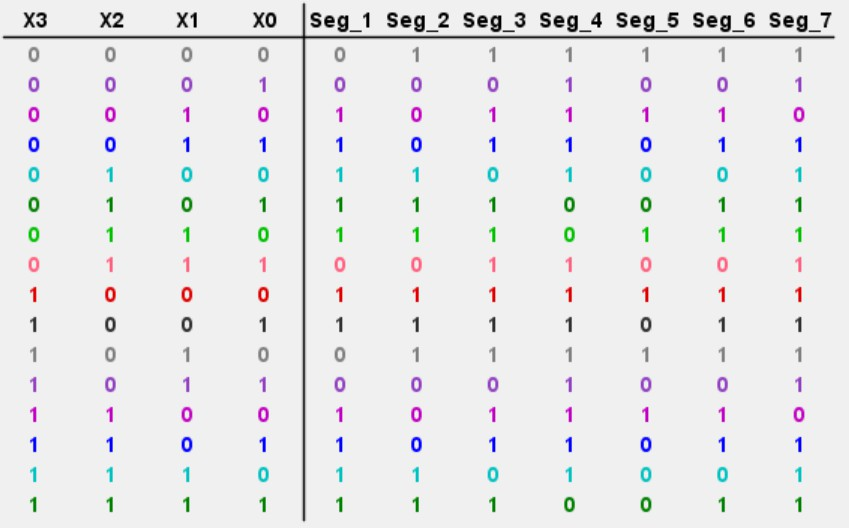 X3 X2 X1 X0 Seg_1 Seg_2 Seg_3 Seg_4 Seg_5 Seg_6 Seg_7
0 0 0 0 0 1 1 1 1 1 1
0 0 0 1 0 0 0 1 0 0 1
0 0 1 0 1 0 1 1 1 1 0
0 0 1 1 1 0 1 1 0 1 1
0 1 0 0 1 1 0 1 0 0 1
0 1 0 1 1 1 1 0 0 1 1
0 1 1 0 1 1 1 0 1 1 1
0 1 1 1 0 0 1 1 0 0 1
1 0 0 0 1 1 1 1 1 1 1
1 0 0 1 1 1 1 1 0 1 1
1 0 1 0 0 1 1 1 1 1 1
1 0 1 1 0 0 0 1 0 0 1
1 1 0 0 1 0 1 1 1 1 0
1 1 0 1 1 0 1 1 0 1 1
1 1 1 0 1 1 0 1 0 0 1
1 1 1 1 1 1 1 0 0 1 1